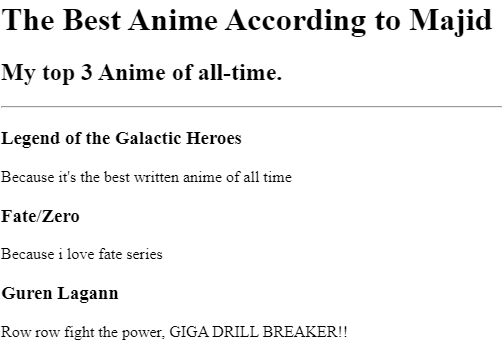 The Best Anime According to Majid
My top 3 Anime of all-time.
Legend of the Galactic Heroes
Because it's the best written anime of all time
Fate/Zero
Because i love fate series
Guren Lagann
Row row fight the power, GIGA DRILL BREAKER!!